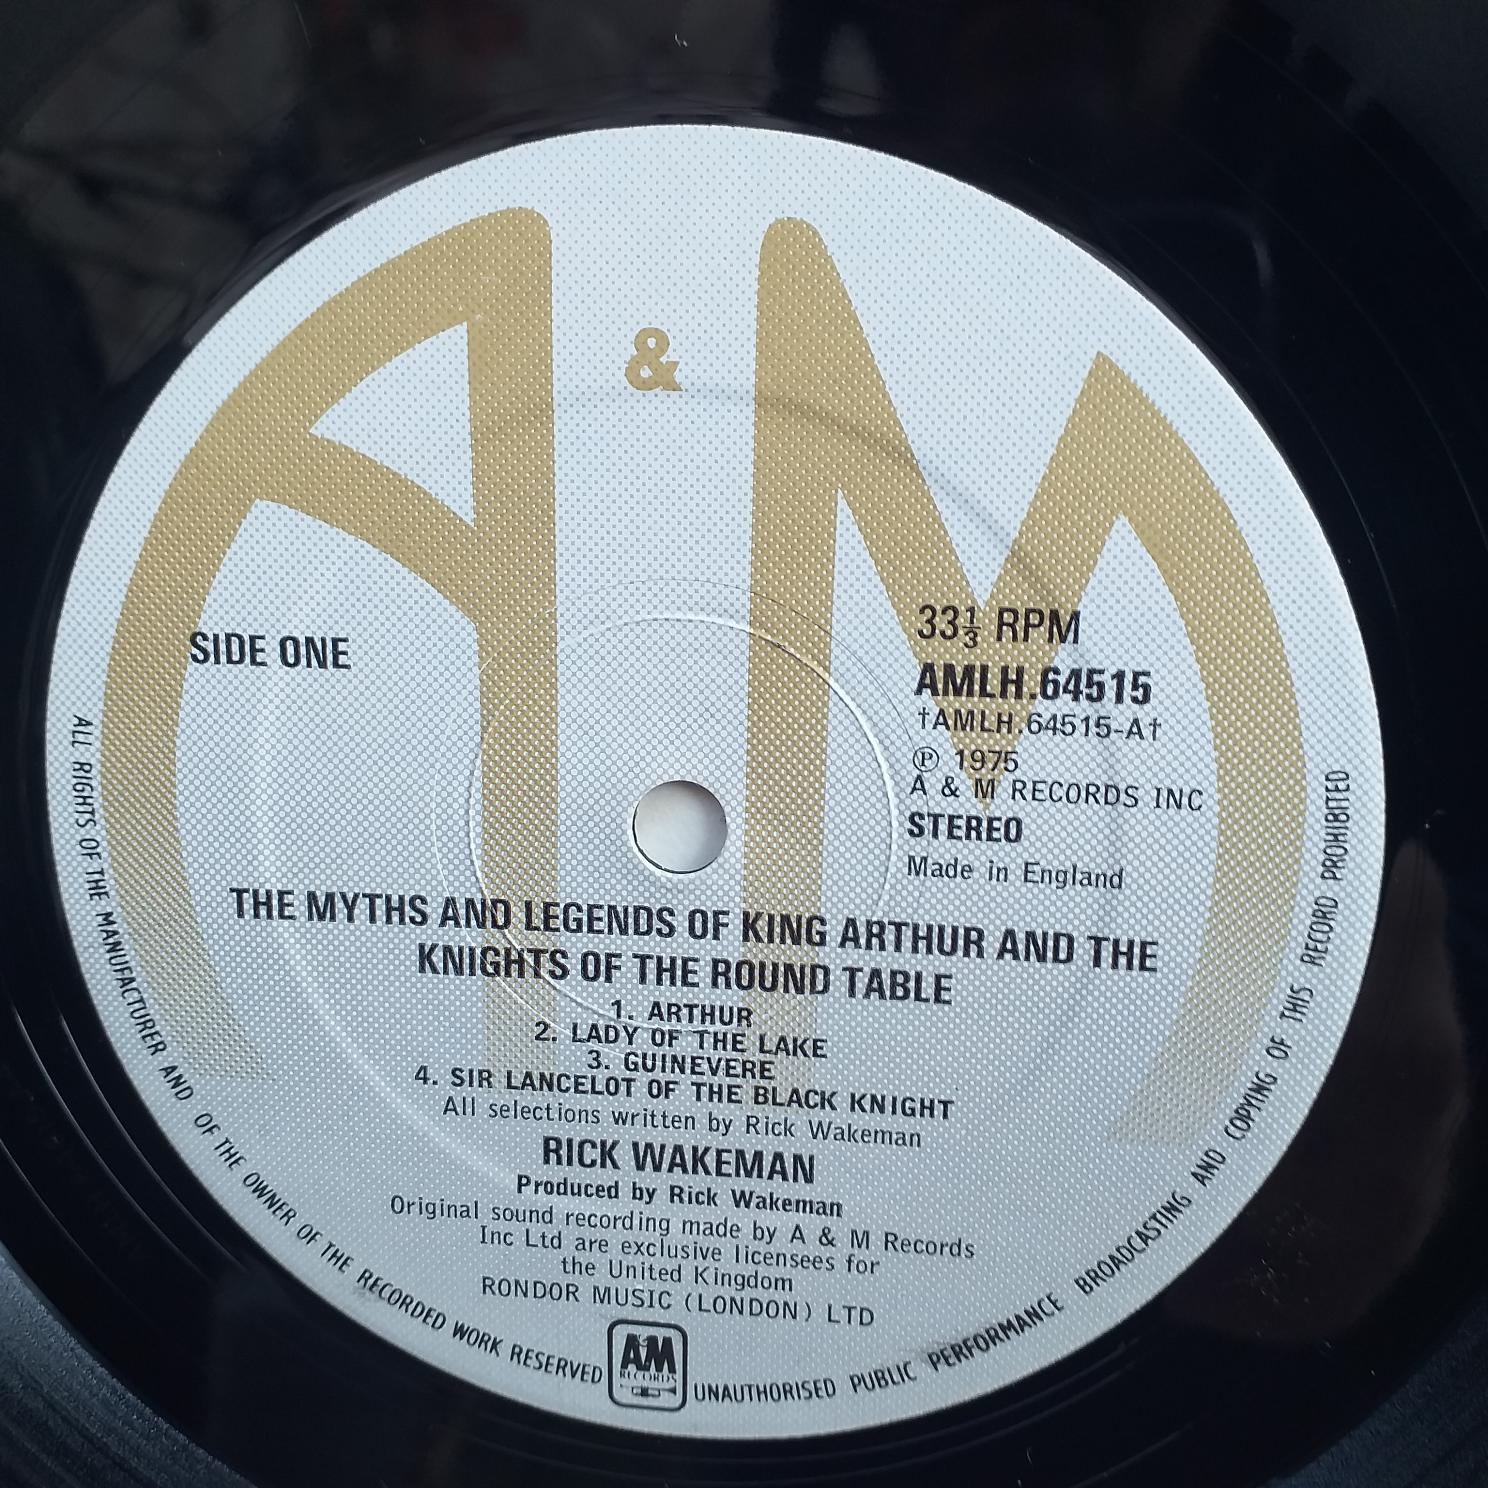 A & M
SIDE ONE
33⅓ RPM
AMLH.64515
†AMLH.64515-A†
℗ 1975
A & M RECORDS INC
STEREO
Made in England
THE MYTHS AND LEGENDS OF KING ARTHUR AND THE
KNIGHTS OF THE ROUND TABLE
1. ARTHUR
2. LADY OF THE LAKE
3. GUINEVERE
4. SIR LANCELOT OF THE BLACK KNIGHT
All selections written by Rick Wakeman
RICK WAKEMAN
Produced by Rick Wakeman
Original sound recording made by A & M Records
Inc Ltd are exclusive licensees for
the United Kingdom
RONDOR MUSIC (LONDON) LTD
ALL RIGHTS OF THE MANUFACTURER AND OF THE OWNER OF THE RECORDED WORK RESERVED
AM
RECORDS
UNAUTHORISED PUBLIC PERFORMANCE BROADCASTING AND COPYING OF THIS RECORD PROHIBITED